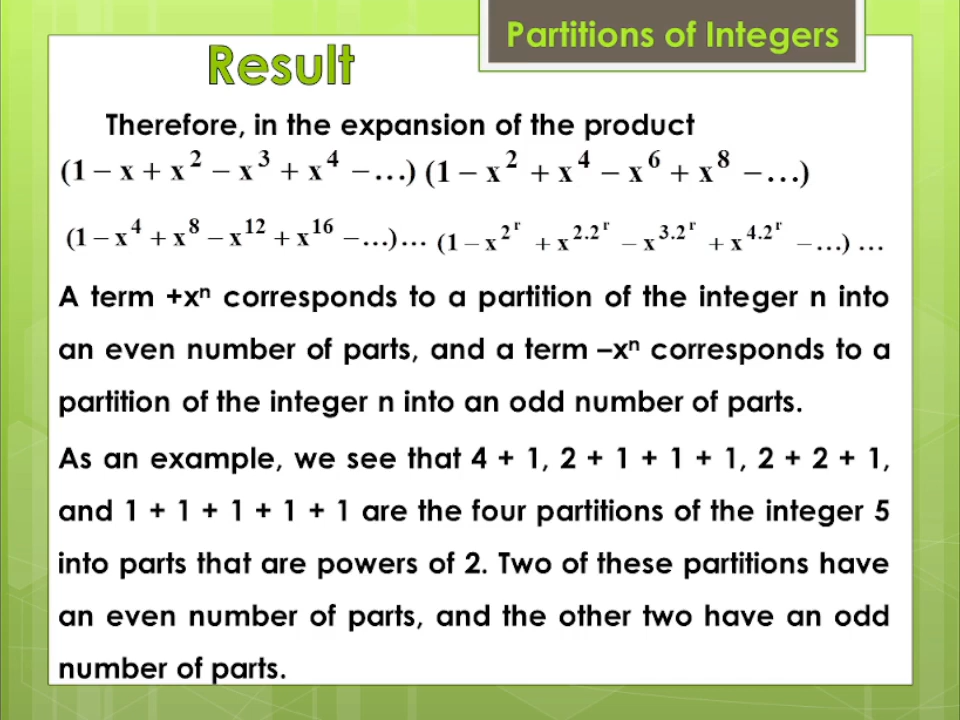 Partitions of Integers
Result
Therefore, in the expansion of the product
(1 − x + x² − x³ + x⁴ − …) (1 − x² + x⁴ − x⁶ + x⁸ − …)
(1 − x⁴ + x⁸ − x¹² + x¹⁶ − …) … (1 − x^{2^r} + x^{2.2^r} − x^{3.2^r} + x^{4.2^r} − …) …
A term +xⁿ corresponds to a partition of the integer n into
an even number of parts, and a term –xⁿ corresponds to a
partition of the integer n into an odd number of parts.
As an example, we see that 4 + 1, 2 + 1 + 1 + 1, 2 + 2 + 1,
and 1 + 1 + 1 + 1 + 1 are the four partitions of the integer 5
into parts that are powers of 2. Two of these partitions have
an even number of parts, and the other two have an odd
number of parts.